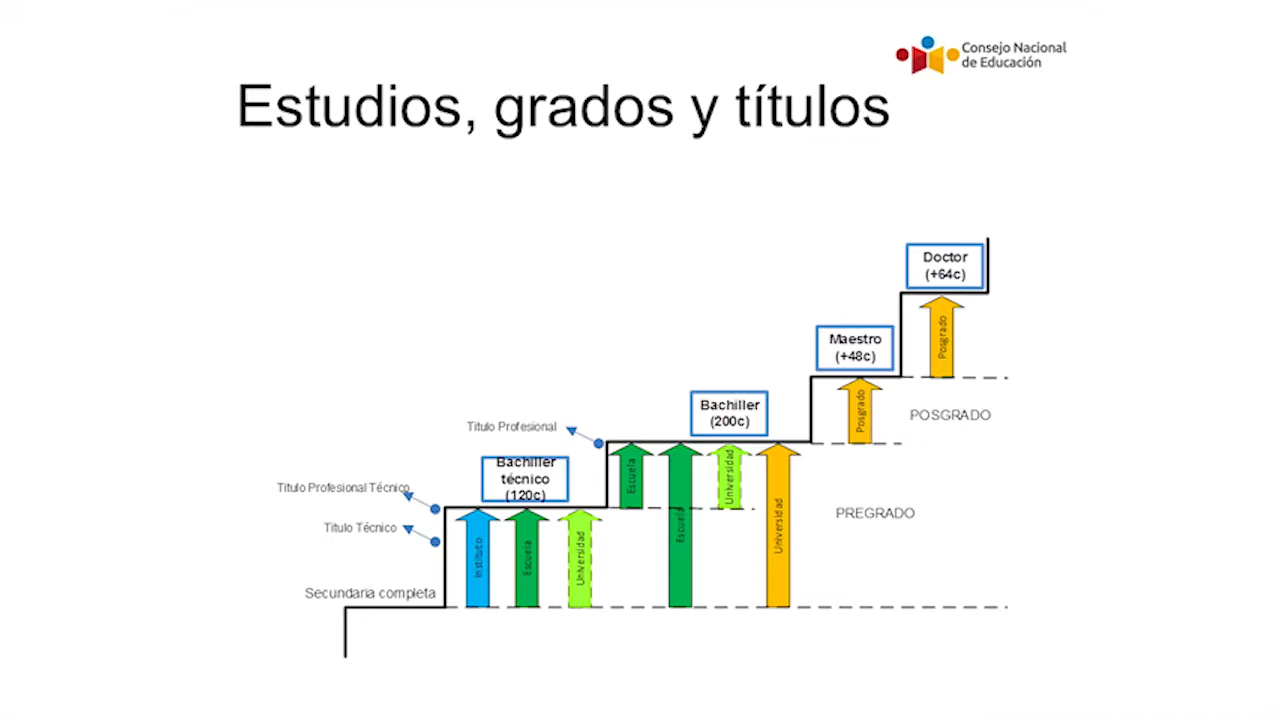 Consejo Nacional
de Educación
Estudios, grados y títulos
Doctor
(+64c)
Posgrado
Maestro
(+48c)
Posgrado
POSGRADO
Bachiller
(200c)
Titulo Profesional
Escuela
Escuela
Universidad
Universidad
PREGRADO
Bachiller
técnico
(120c)
Titulo Profesional Técnico
Titulo Técnico
Instituto
Escuela
Universidad
Secundaria completa